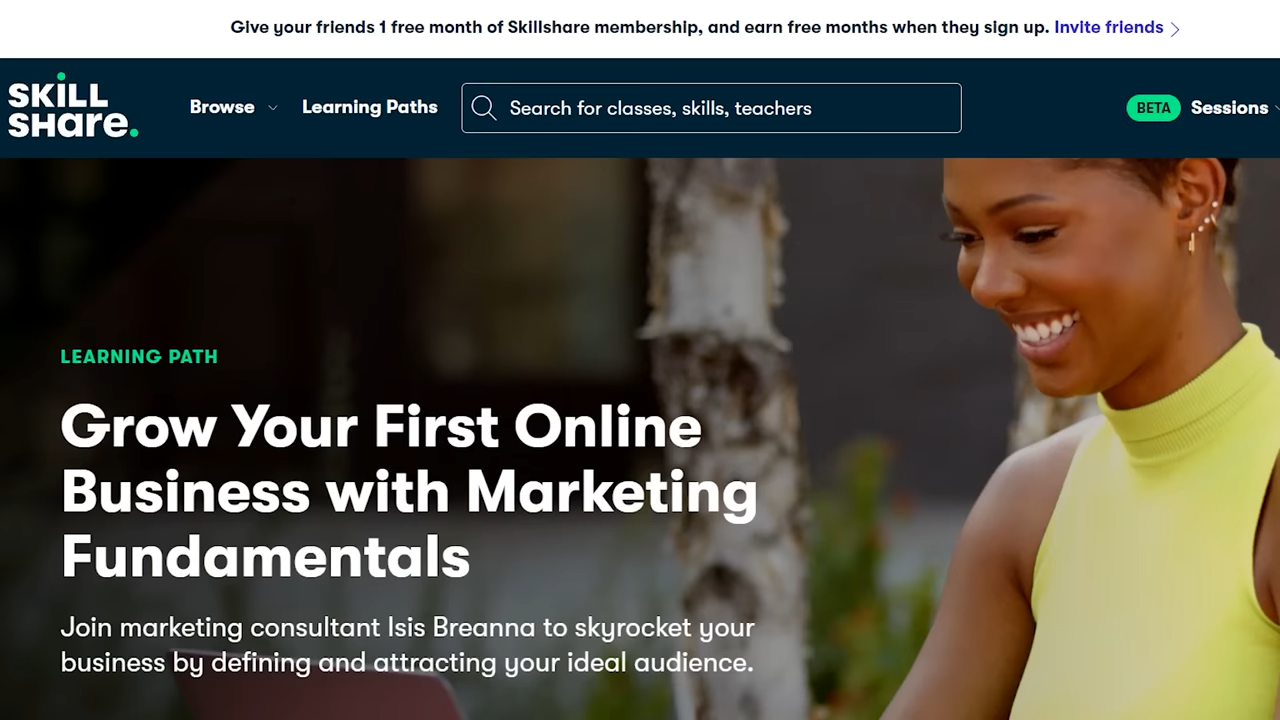 Give your friends 1 free month of Skillshare membership, and earn free months when they sign up. Invite friends
SKiLL
SHare.
Browse
Learning Paths
Search for classes, skills, teachers
BETA
Sessions
LEARNING PATH
Grow Your First Online
Business with Marketing
Fundamentals
Join marketing consultant Isis Breanna to skyrocket your
business by defining and attracting your ideal audience.